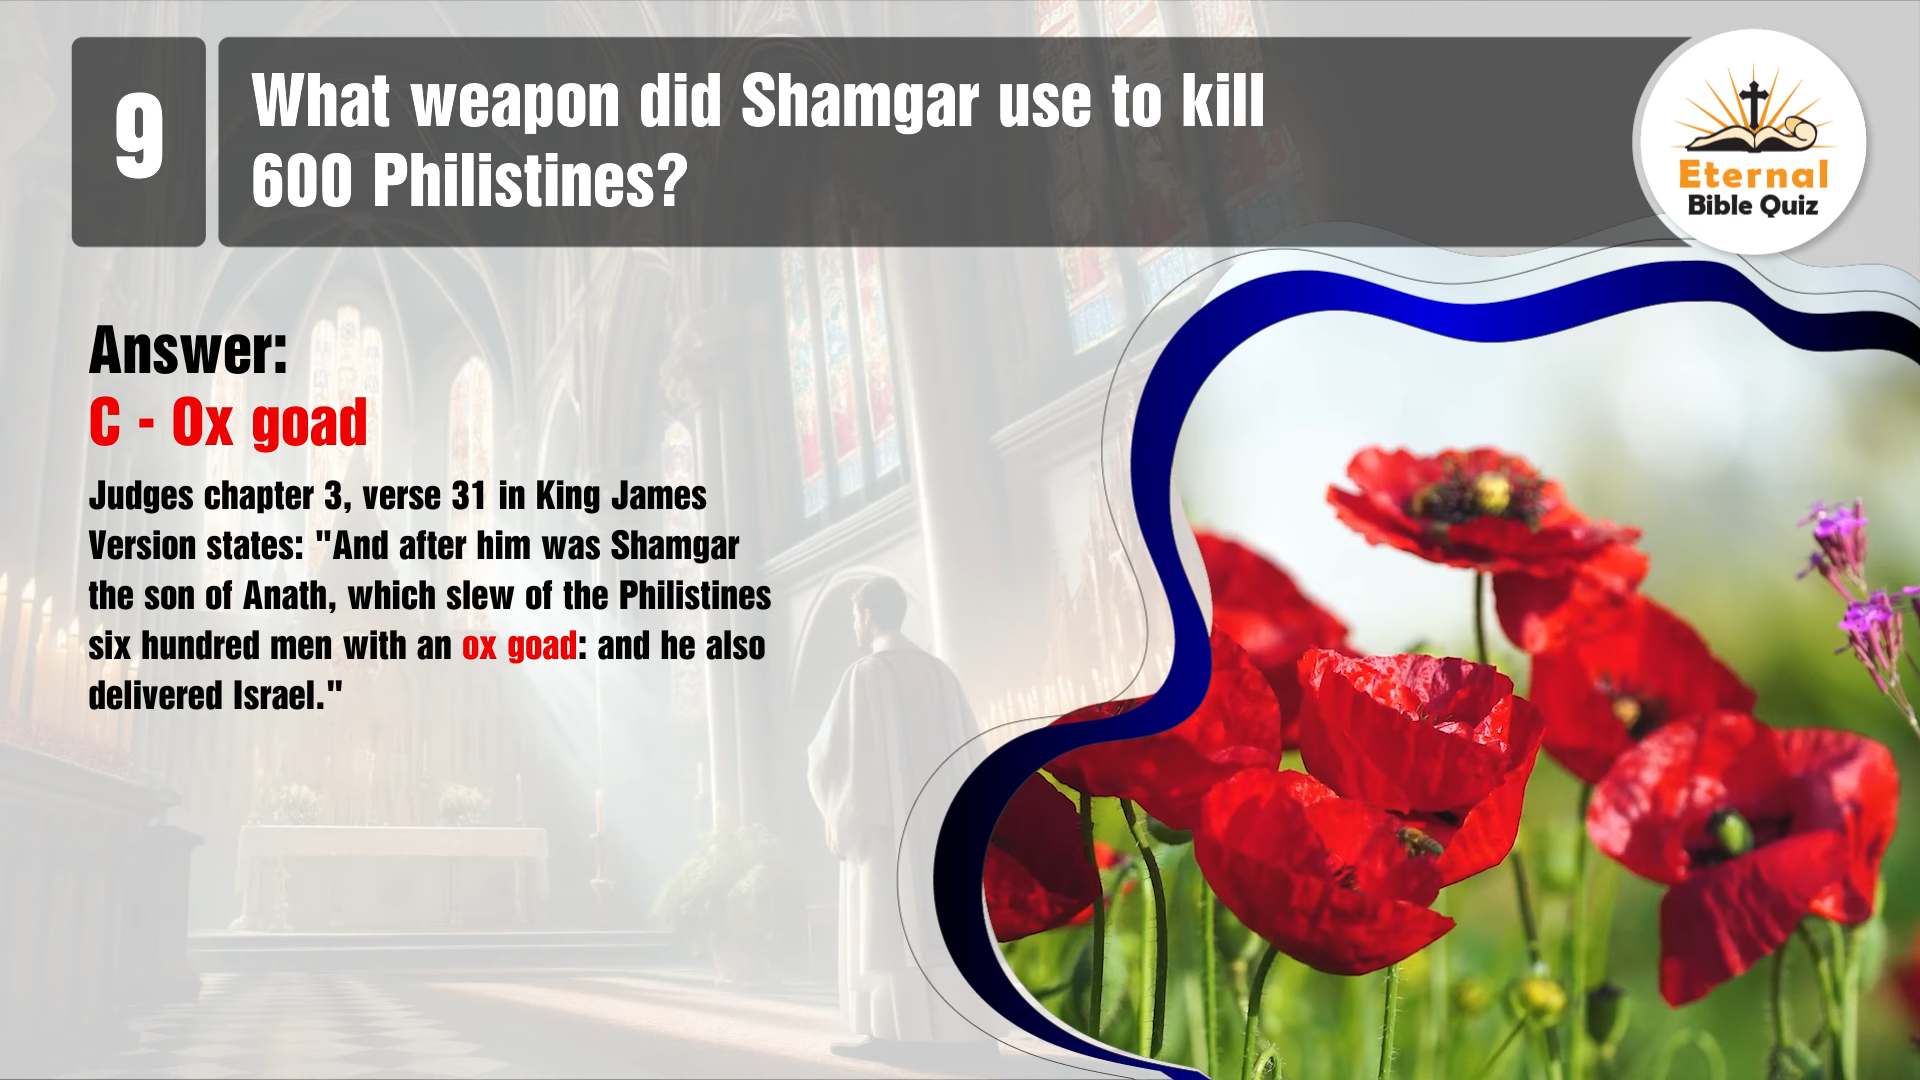 9
What weapon did Shamgar use to kill
600 Philistines?
Eternal
Bible Quiz
Answer:
C - Ox goad
Judges chapter 3, verse 31 in King James
Version states: "And after him was Shamgar
the son of Anath, which slew of the Philistines
six hundred men with an ox goad: and he also
delivered Israel."